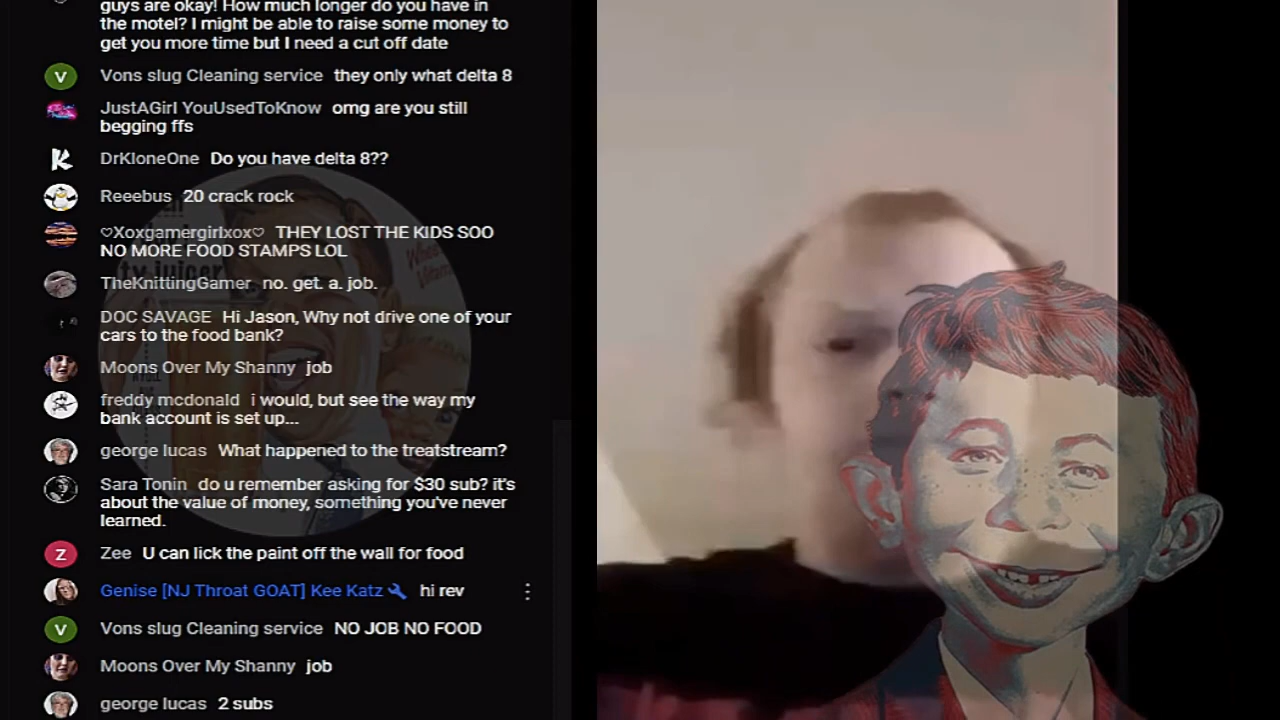 guys are okay! How much longer do you have in
the motel? I might be able to raise some money to
get you more time but I need a cut off date
V Vons slug Cleaning service they only what delta 8
JustAGirl YouUsedToKnow omg are you still
begging ffs
DrKloneOne Do you have delta 8??
Reeebus 20 crack rock
♡Xoxgamergirlxox♡ THEY LOST THE KIDS SOO
NO MORE FOOD STAMPS LOL
TheKnittingGamer no. get. a. job.
DOC SAVAGE Hi Jason, Why not drive one of your
cars to the food bank?
Moons Over My Shanny job
freddy mcdonald i would, but see the way my
bank account is set up...
george lucas What happened to the treatstream?
Sara Tonin do u remember asking for $30 sub? it's
about the value of money, something you've never
learned.
Z Zee U can lick the paint off the wall for food
Genise [NJ Throat GOAT] Kee Katz hi rev
V Vons slug Cleaning service NO JOB NO FOOD
Moons Over My Shanny job
george lucas 2 subs